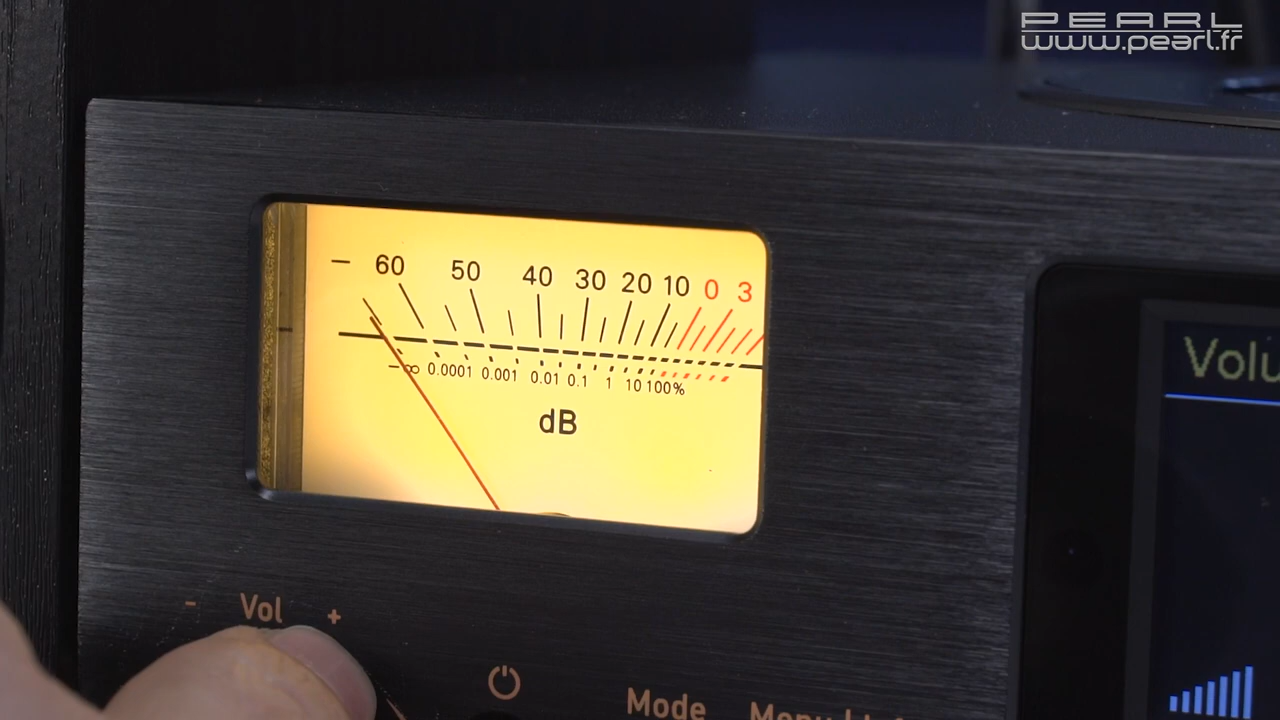 PEARL
www.pearl.fr
− 60 50 40 30 20 10 0 3
−∞ 0.0001 0.001 0.01 0.1 1 10 100%
dB
Volu
- Vol +
Mode